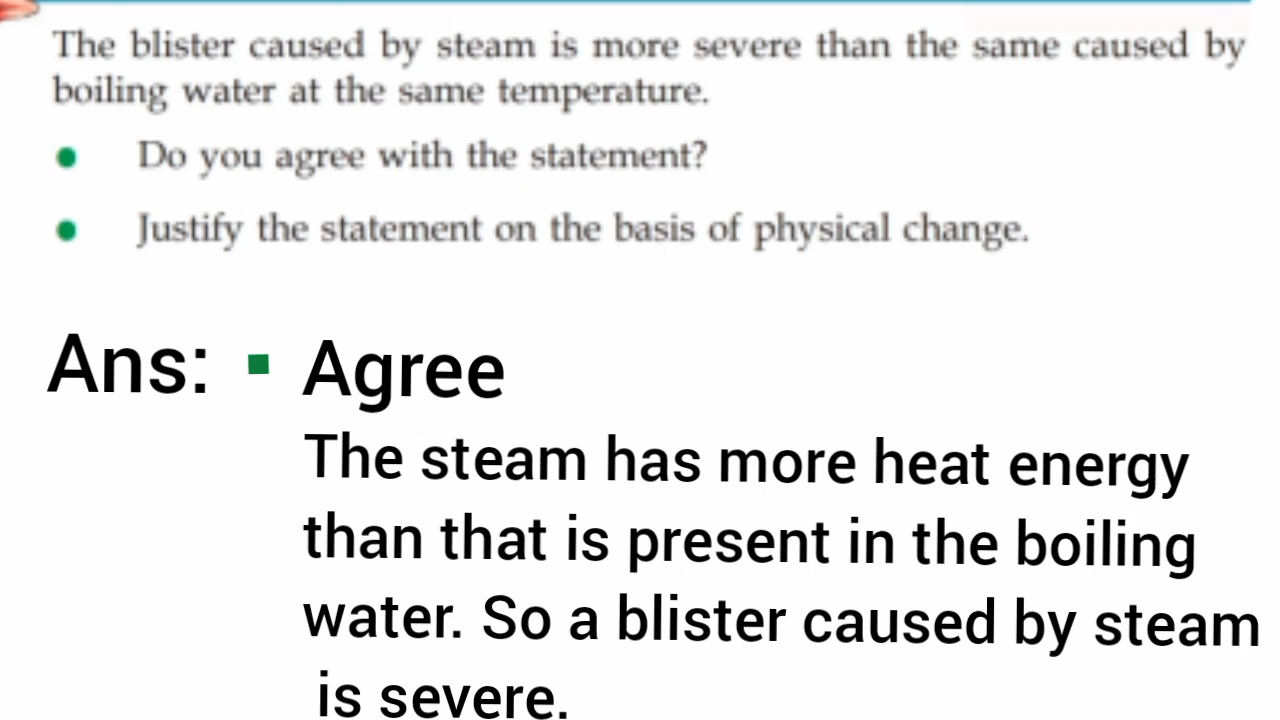 The blister caused by steam is more severe than the same caused by
boiling water at the same temperature.
Do you agree with the statement?
Justify the statement on the basis of physical change.
Ans: ▪ Agree
The steam has more heat energy
than that is present in the boiling
water. So a blister caused by steam
is severe.